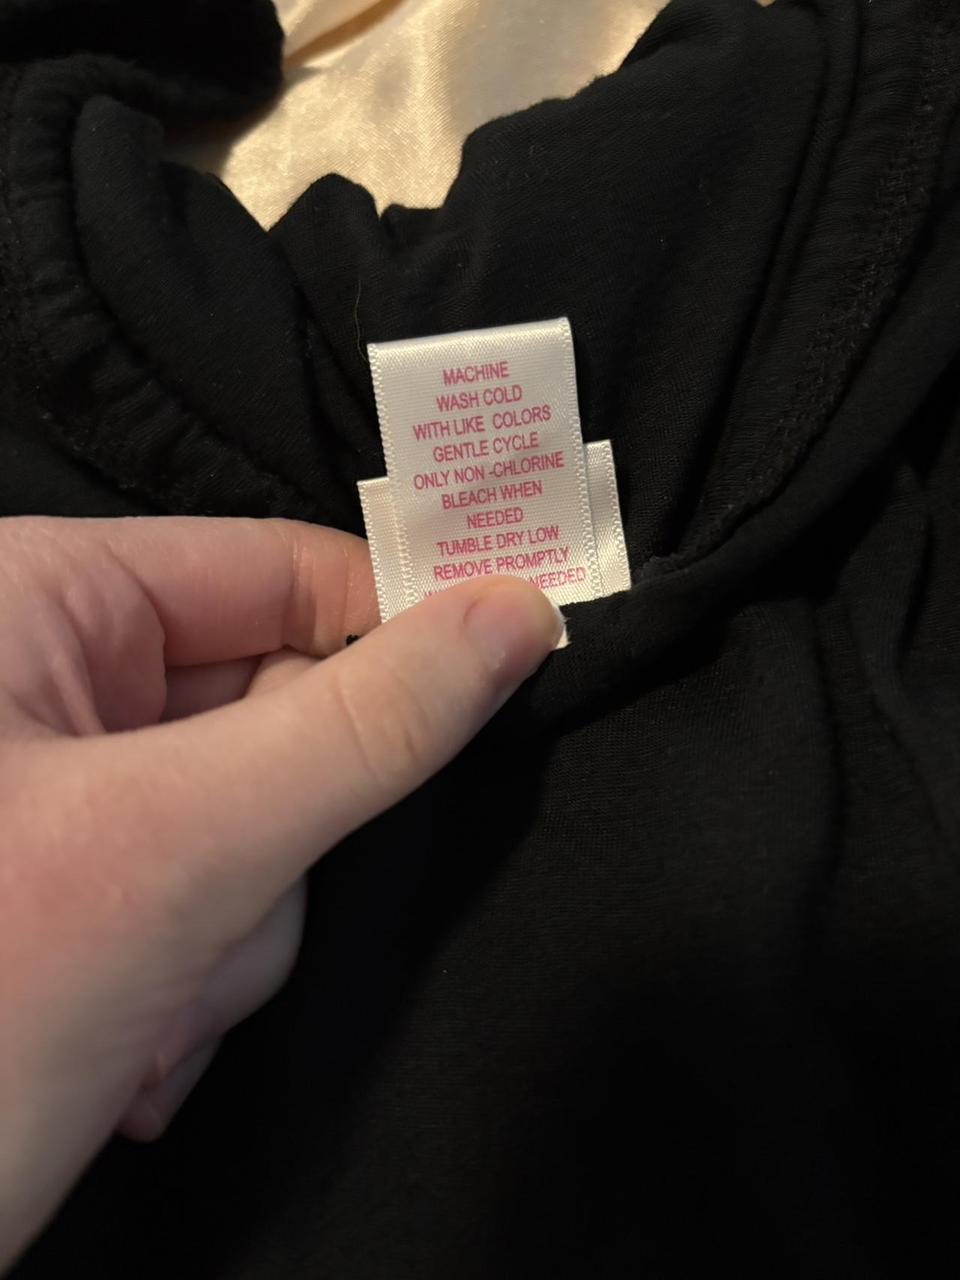 MACHINE
WASH COLD
WITH LIKE COLORS
GENTLE CYCLE
ONLY NON -CHLORINE
BLEACH WHEN
NEEDED
TUMBLE DRY LOW
REMOVE PROMPTLY
NEEDED